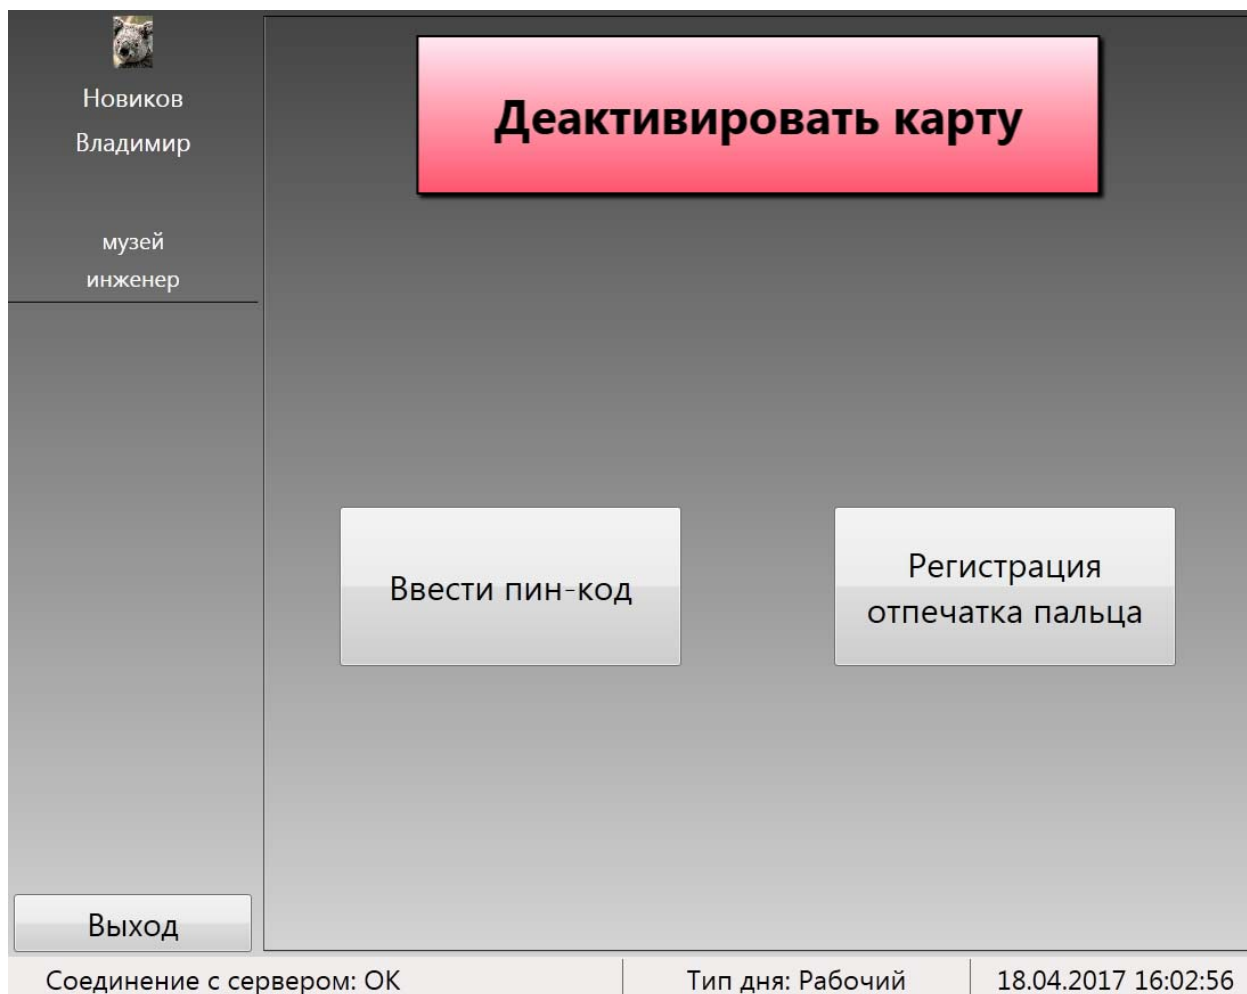 Новиков
Владимир
музей
инженер
Деактивировать карту
Ввести пин-код
Регистрация
отпечатка пальца
Выход
Соединение с сервером: ОК
Тип дня: Рабочий
18.04.2017 16:02:56